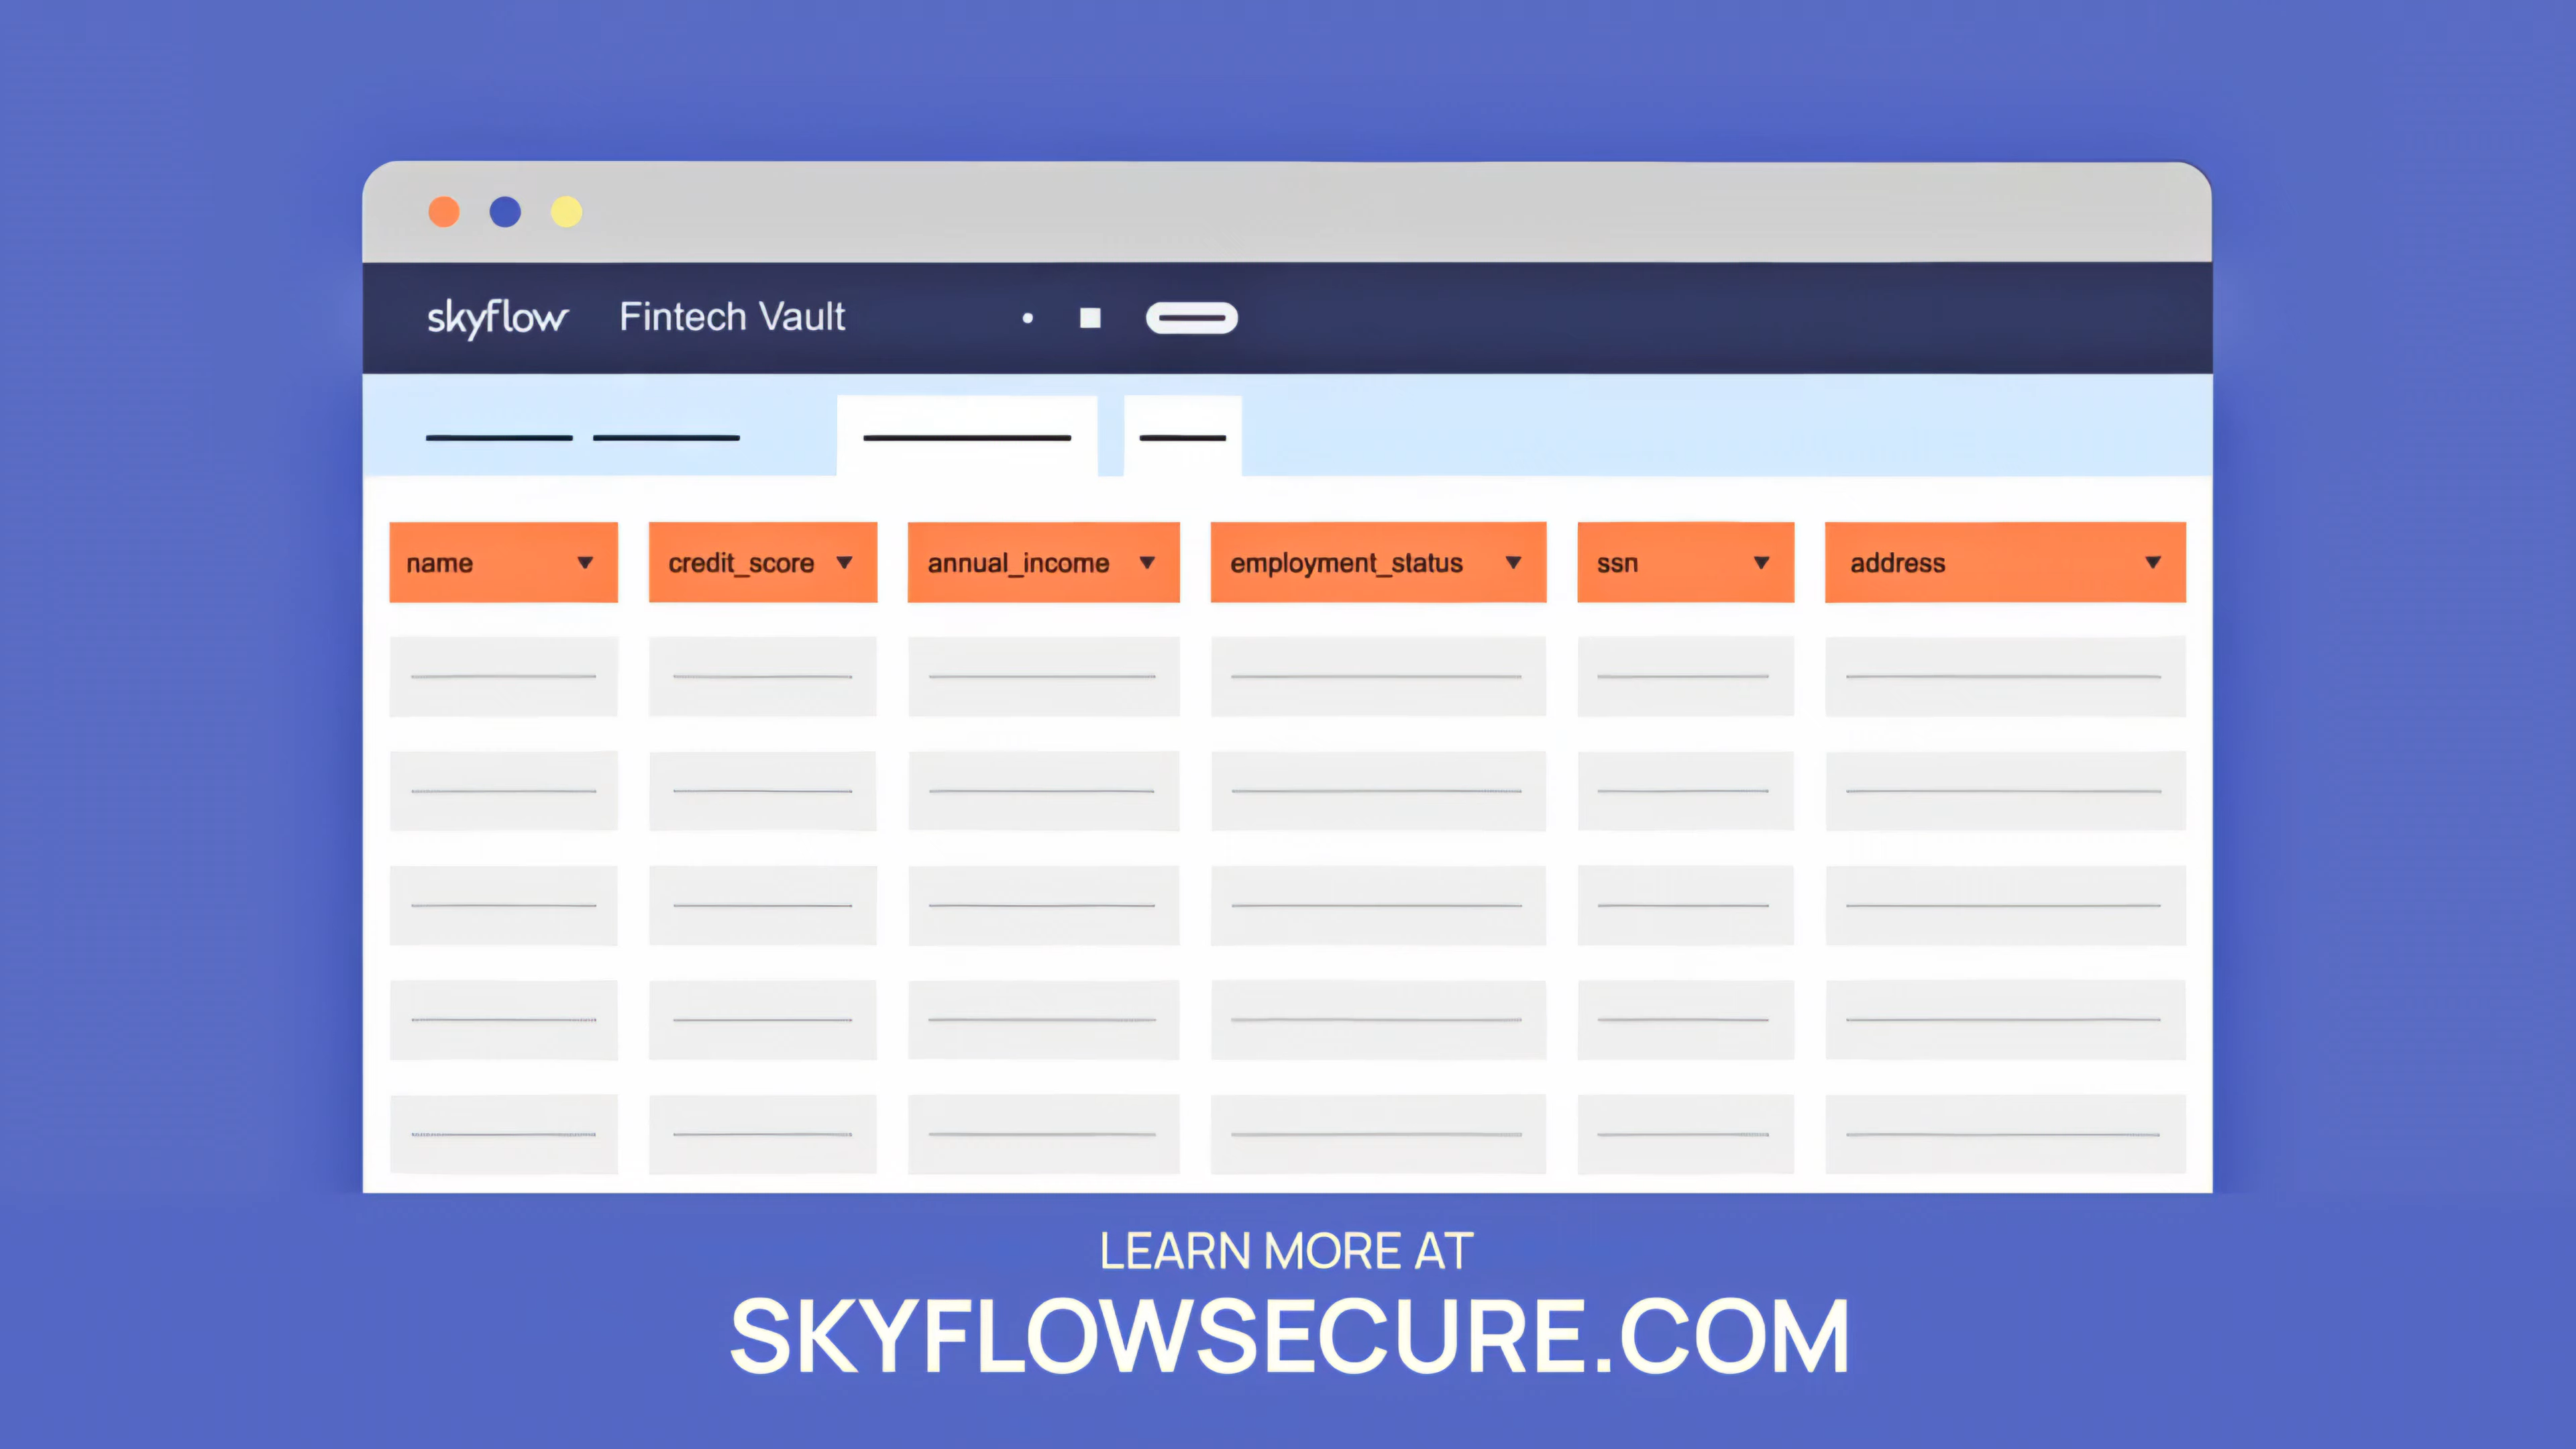 skyflow Fintech Vault
name credit_score annual_income employment_status ssn address
LEARN MORE AT
SKYFLOWSECURE.COM